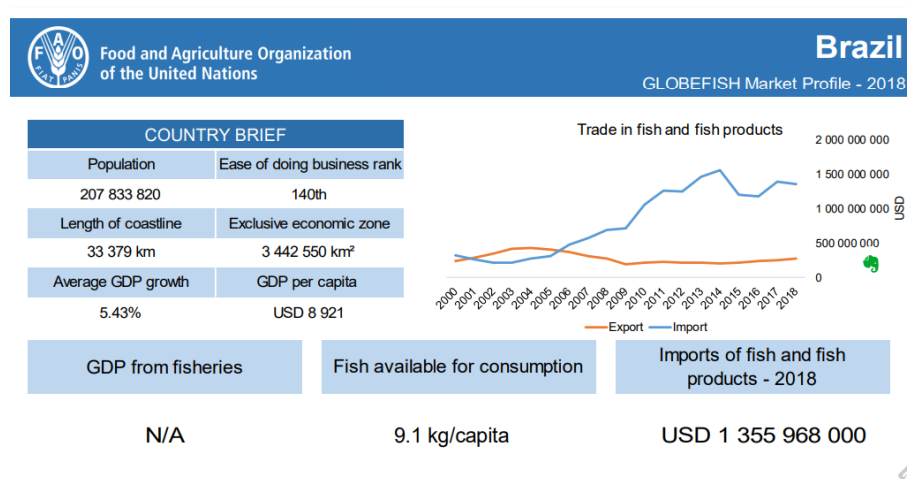 FAO
FIAT PANIS
Food and Agriculture Organization
of the United Nations
Brazil
GLOBEFISH Market Profile - 2018
COUNTRY BRIEF
Population
Ease of doing business rank
207 833 820
140th
Length of coastline
Exclusive economic zone
33 379 km
3 442 550 km²
Average GDP growth
GDP per capita
5.43%
USD 8 921
Trade in fish and fish products
2 000 000 000
1 500 000 000
1 000 000 000
500 000 000
0
USD
2000
2001
2002
2003
2004
2005
2006
2007
2008
2009
2010
2011
2012
2013
2014
2015
2016
2017
2018
Export
Import
GDP from fisheries
N/A
Fish available for consumption
9.1 kg/capita
Imports of fish and fish
products - 2018
USD 1 355 968 000